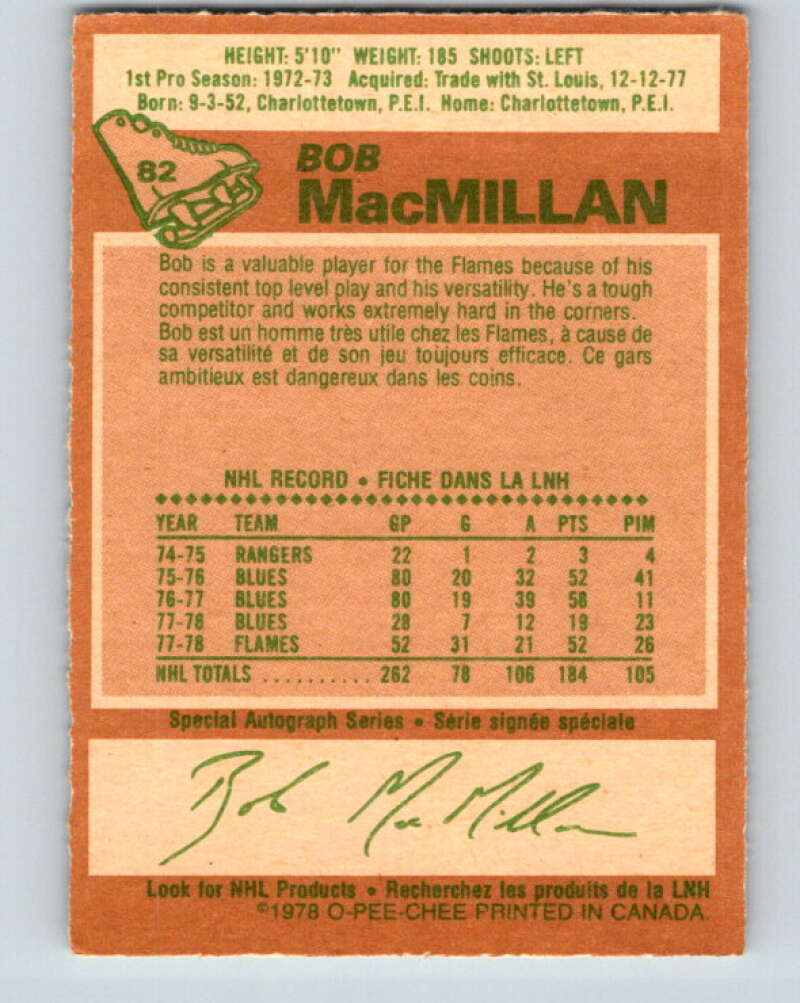 HEIGHT: 5'10" WEIGHT: 185 SHOOTS: LEFT
1st Pro Season: 1972-73 Acquired: Trade with St. Louis, 12-12-77
Born: 9-3-52, Charlottetown, P.E.I. Home: Charlottetown, P.E.I.
82
BOB
MacMILLAN
Bob is a valuable player for the Flames because of his
consistent top level play and his versatility. He's a tough
competitor and works extremely hard in the corners.
Bob est un homme très utile chez les Flames, à cause de
sa versatilité et de son jeu toujours efficace. Ce gars
ambitieux est dangereux dans les coins.
NHL RECORD • FICHE DANS LA LNH
YEAR TEAM GP G A PTS PIM
74-75 RANGERS 22 1 2 3 4
75-76 BLUES 80 20 32 52 41
76-77 BLUES 80 19 39 58 11
77-78 BLUES 28 7 12 19 23
77-78 FLAMES 52 31 21 52 26
NHL TOTALS .......... 262 78 106 184 105
Special Autograph Series • Série signée spéciale
Bob MacMillan
Look for NHL Products • Recherchez les produits de la LNH
©1978 O-PEE-CHEE PRINTED IN CANADA.